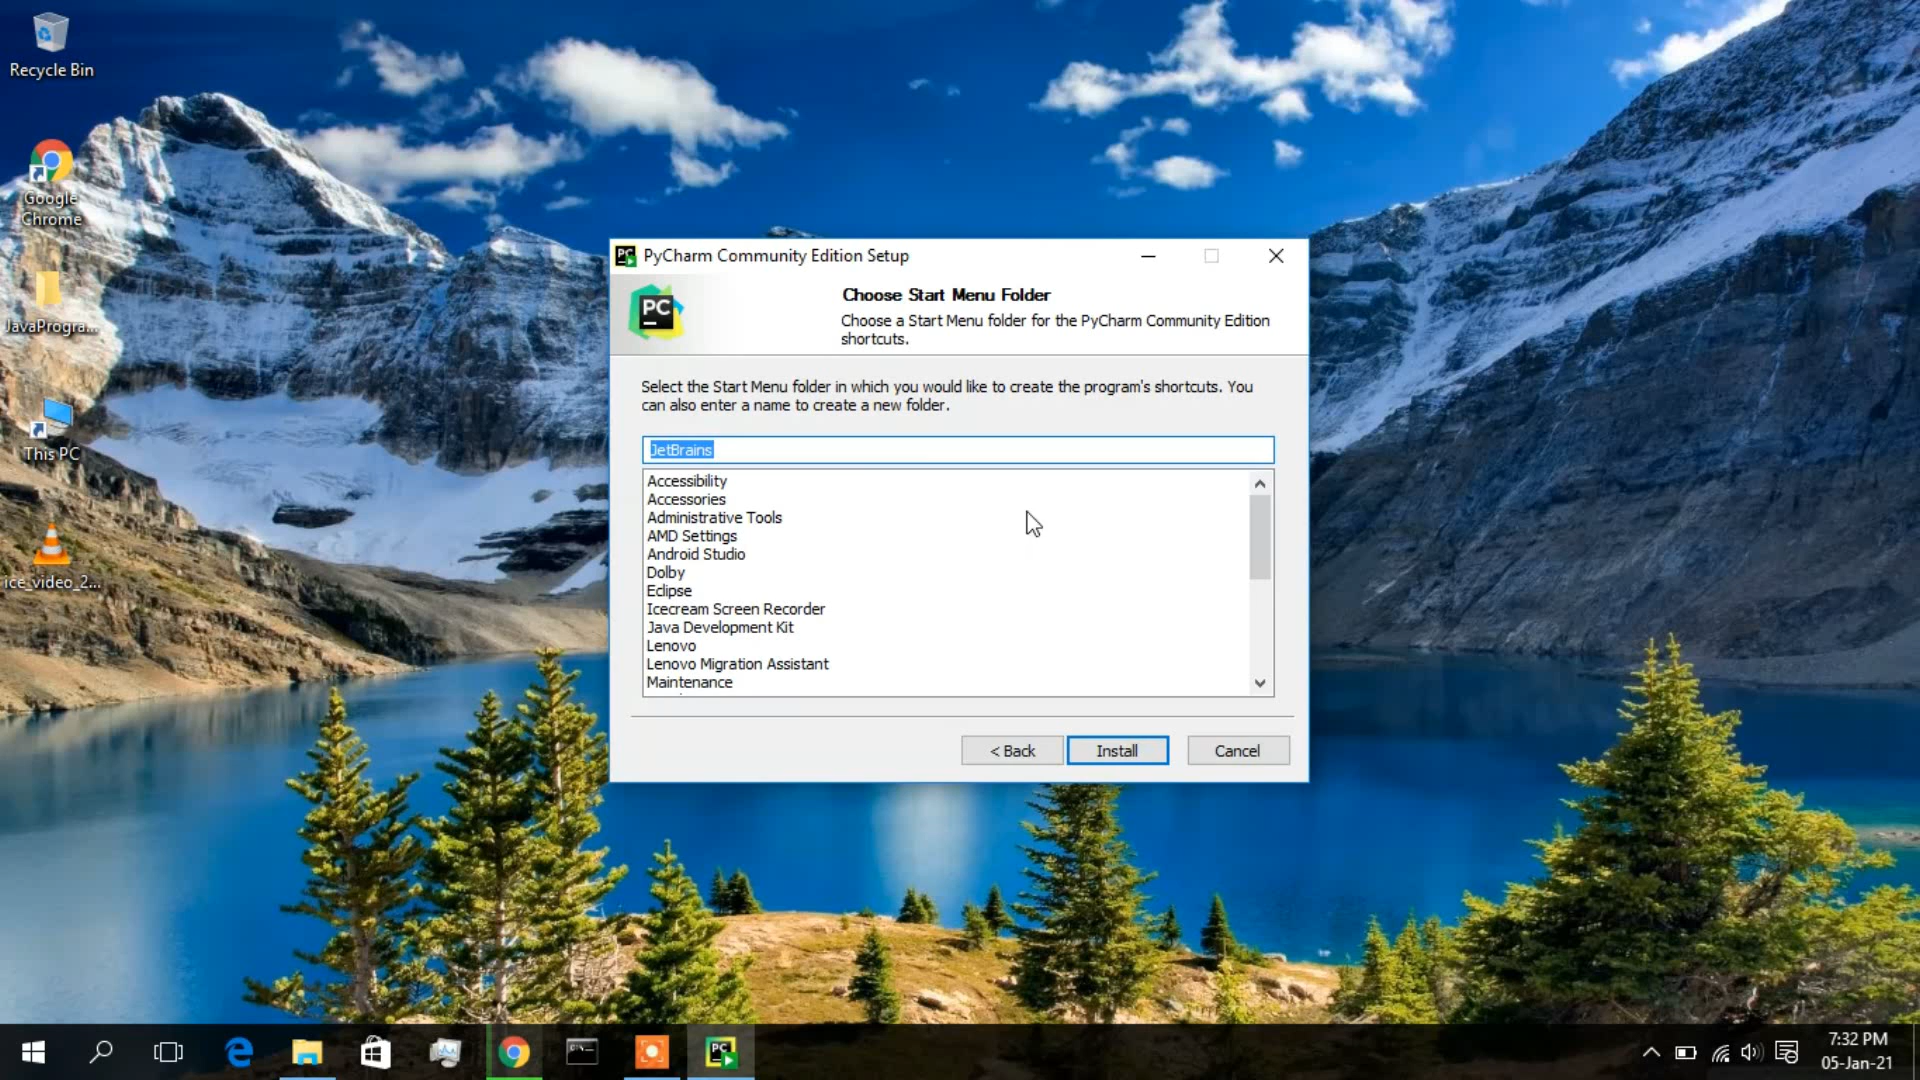 Recycle Bin
Google
Chrome
JavaProgra...
This PC
ice_video_2...
PC PyCharm Community Edition Setup
PC
Choose Start Menu Folder
Choose a Start Menu folder for the PyCharm Community Edition
shortcuts.
Select the Start Menu folder in which you would like to create the program's shortcuts. You
can also enter a name to create a new folder.
JetBrains
Accessibility
Accessories
Administrative Tools
AMD Settings
Android Studio
Dolby
Eclipse
Icecream Screen Recorder
Java Development Kit
Lenovo
Lenovo Migration Assistant
Maintenance
< Back
Install
Cancel
PC
7:32 PM
05-Jan-21